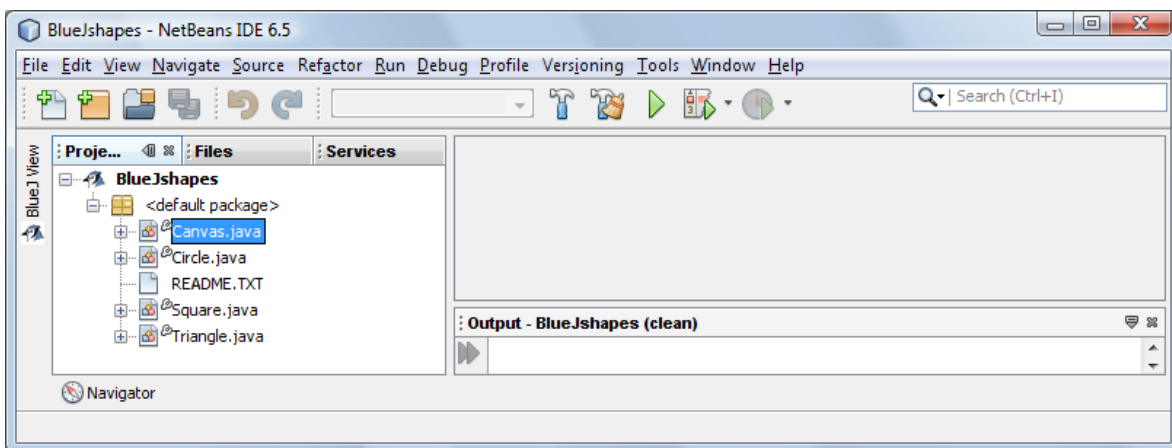 BlueJshapes - NetBeans IDE 6.5
File Edit View Navigate Source Refactor Run Debug Profile Versioning Tools Window Help
Search (Ctrl+I)
BlueJ View
Proje... Files Services
BlueJshapes
<default package>
Canvas.java
Circle.java
README.TXT
Square.java
Triangle.java
Output - BlueJshapes (clean)
Navigator